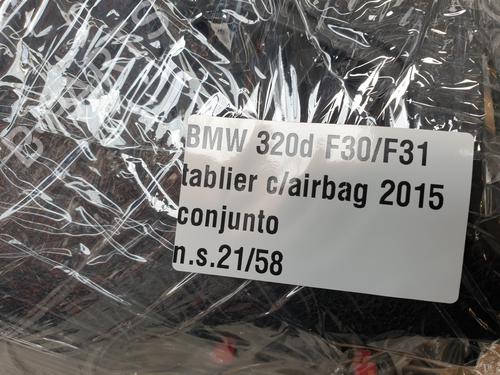 BMW 320d F30/F31
tablier c/airbag 2015
conjunto
n.s.21/58